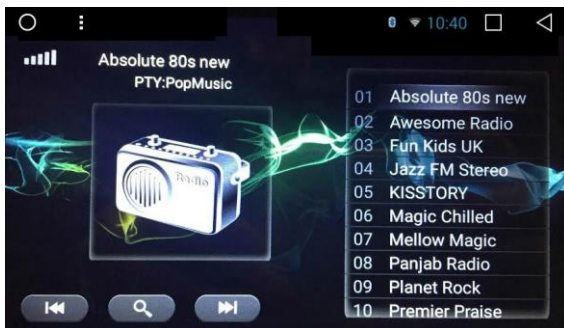 10:40
Absolute 80s new
PTY:PopMusic
Radio
01 Absolute 80s new
02 Awesome Radio
03 Fun Kids UK
04 Jazz FM Stereo
05 KISSTORY
06 Magic Chilled
07 Mellow Magic
08 Panjab Radio
09 Planet Rock
10 Premier Praise